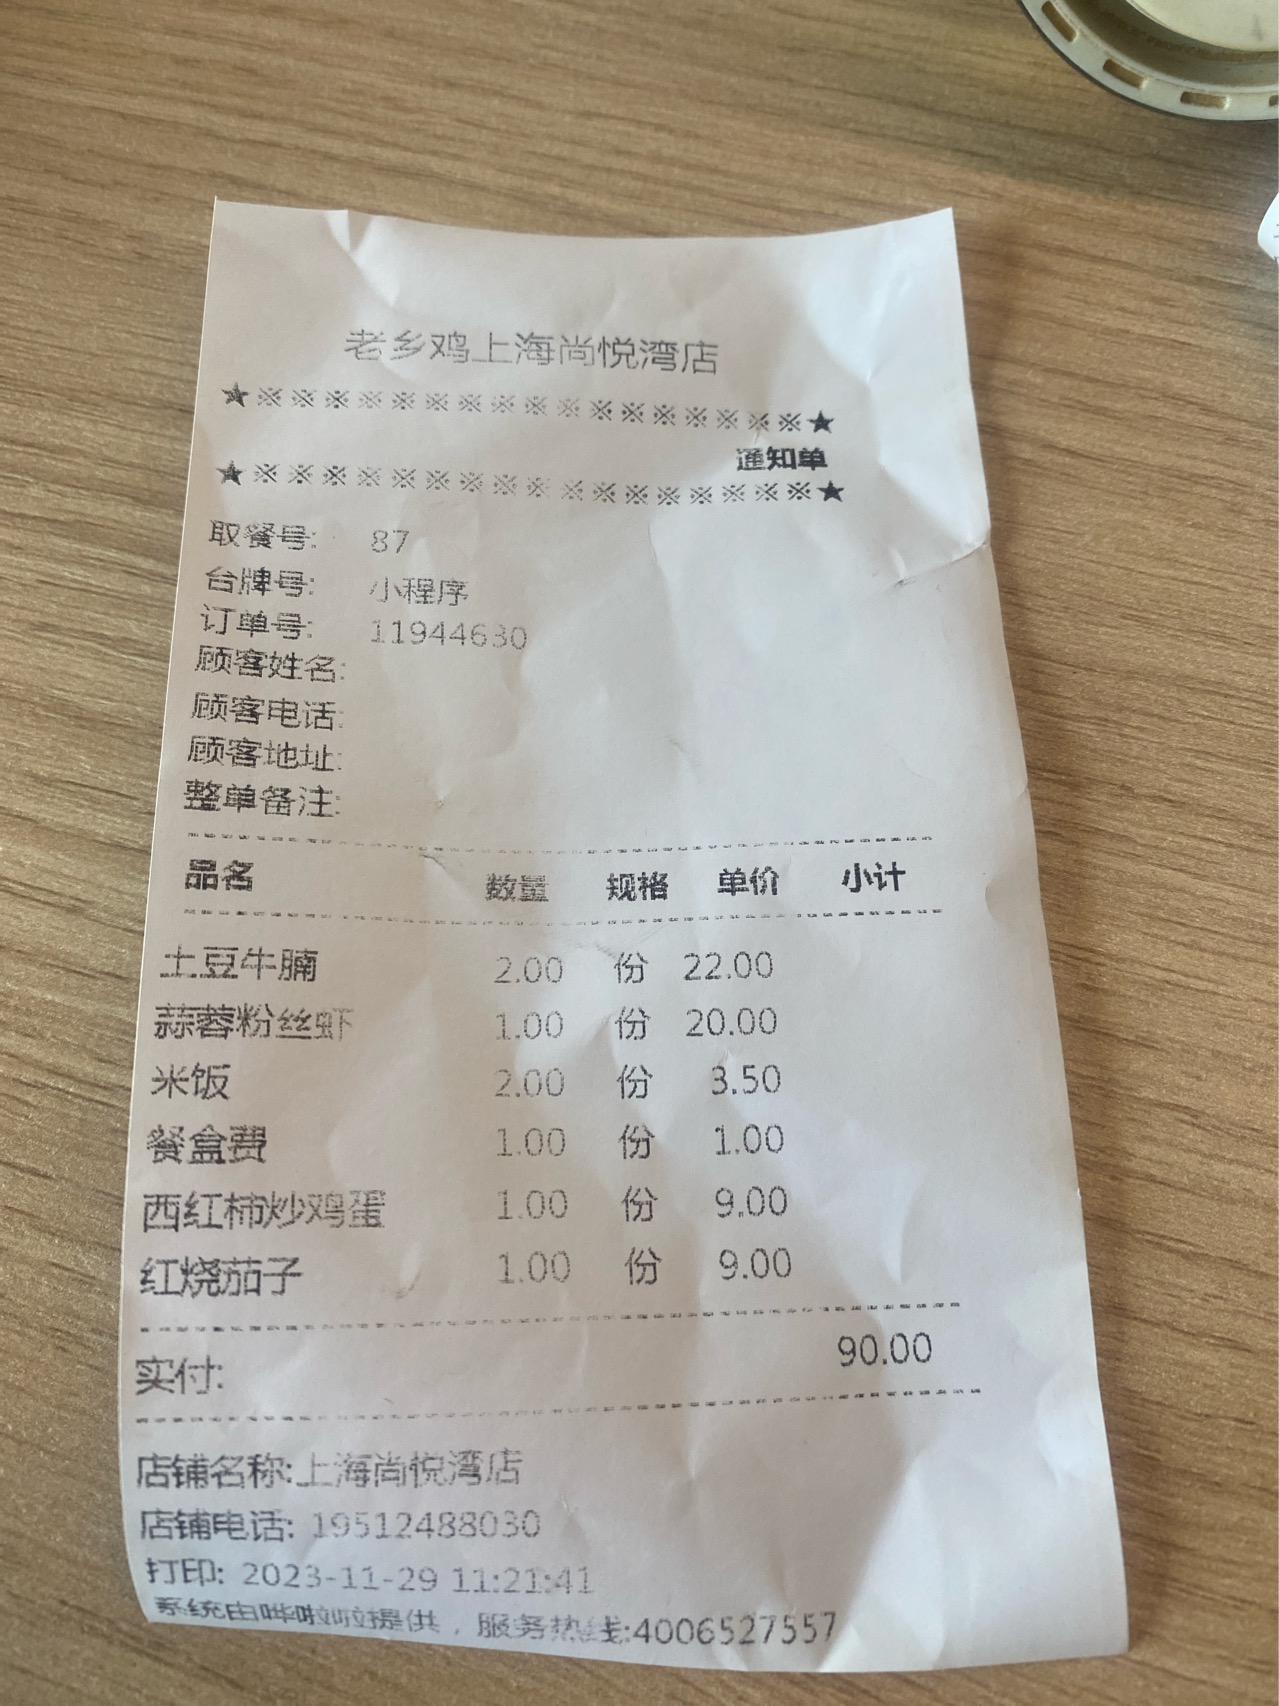 老乡鸡上海尚悦湾店
★※※※※※※※※※※※※※※※※※★
通知单
★※※※※※※※※※※※※※※※※※★
取餐号: 87
台牌号: 小程序
订单号: 11944630
顾客姓名:
顾客电话:
顾客地址:
整单备注:
品名 数量 规格 单价 小计
土豆牛腩 2.00 份 22.00
蒜蓉粉丝虾 1.00 份 20.00
米饭 2.00 份 3.50
餐盒费 1.00 份 1.00
西红柿炒鸡蛋 1.00 份 9.00
红烧茄子 1.00 份 9.00
实付: 90.00
店铺名称:上海尚悦湾店
店铺电话: 19512488030
打印: 2023-11-29 11:21:41
系统由哗啦啦提供，服务热线:4006527557